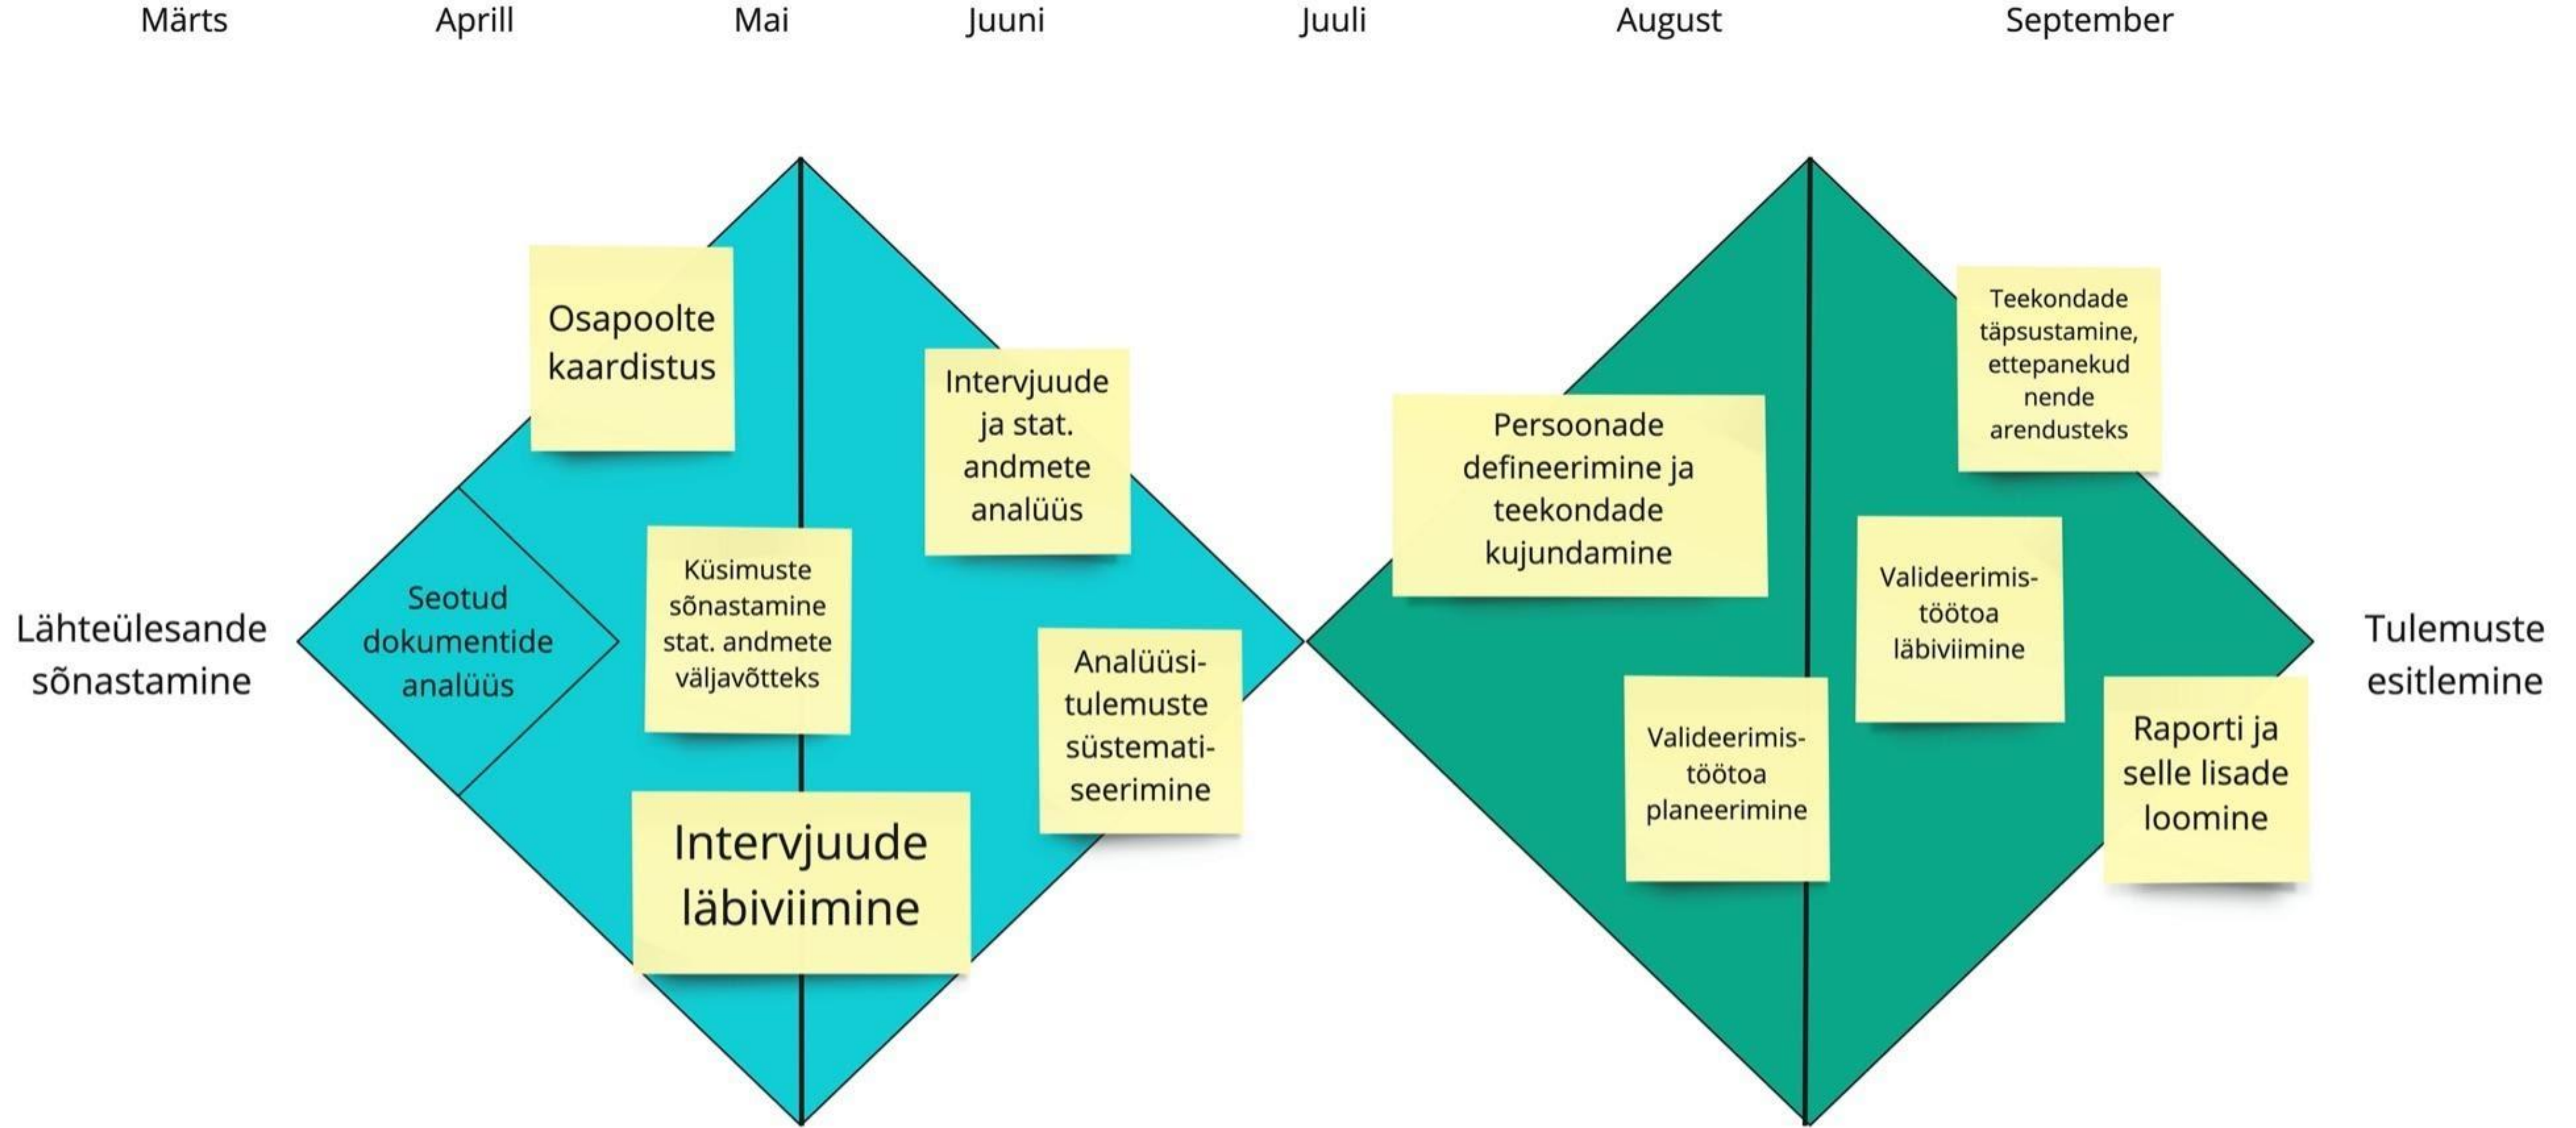 Märts
Aprill
Mai
Juuni
Juuli
August
September
Lähteülesande
sõnastamine
Seotud
dokumentide
analüüs
Osapoolte
kaardistus
Küsimuste
sõnastamine
stat. andmete
väljavõtteks
Intervjuude
läbiviimine
Intervjuude
ja stat.
andmete
analüüs
Analüüsi-
tulemuste
süstemati-
seerimine
Persoonade
defineerimine ja
teekondade
kujundamine
Valideerimis-
töötoa
planeerimine
Valideerimis-
töötoa
läbiviimine
Teekondade
täpsustamine,
ettepanekud
nende
arendusteks
Raporti ja
selle lisade
loomine
Tulemuste
esitlemine